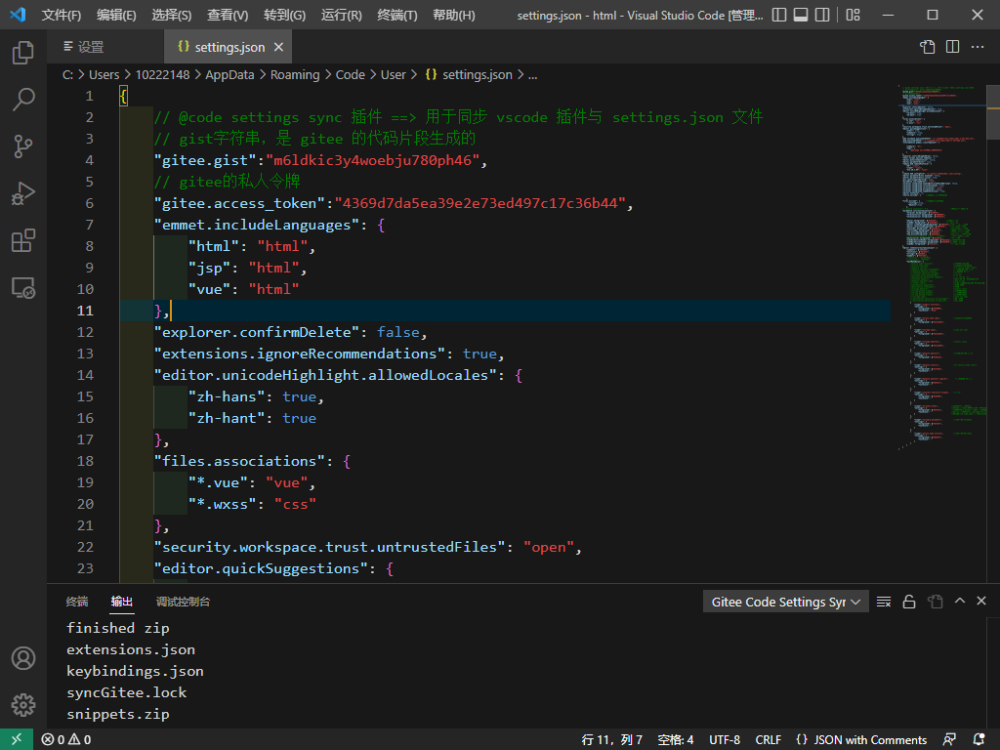 文件(F) 编辑(E) 选择(S) 查看(V) 转到(G) 运行(R) 终端(T) 帮助(H) settings.json - html - Visual Studio Code [管理...
设置 {} settings.json
C: > Users > 10222148 > AppData > Roaming > Code > User > {} settings.json > ...
1 {
2 // @code settings sync 插件 ==> 用于同步 vscode 插件与 settings.json 文件
3 // gist字符串，是 gitee 的代码片段生成的
4 "gitee.gist":"m6ldkic3y4woebju780ph46",
5 // gitee的私人令牌
6 "gitee.access_token":"4369d7da5ea39e2e73ed497c17c36b44",
7 "emmet.includeLanguages": {
8 "html": "html",
9 "jsp": "html",
10 "vue": "html"
11 },
12 "explorer.confirmDelete": false,
13 "extensions.ignoreRecommendations": true,
14 "editor.unicodeHighlight.allowedLocales": {
15 "zh-hans": true,
16 "zh-hant": true
17 },
18 "files.associations": {
19 "*.vue": "vue",
20 "*.wxss": "css"
21 },
22 "security.workspace.trust.untrustedFiles": "open",
23 "editor.quickSuggestions": {
终端 输出 调试控制台 Gitee Code Settings Syr
finished zip
extensions.json
keybindings.json
syncGitee.lock
snippets.zip
0 0 行 11，列 7 空格: 4 UTF-8 CRLF {} JSON with Comments